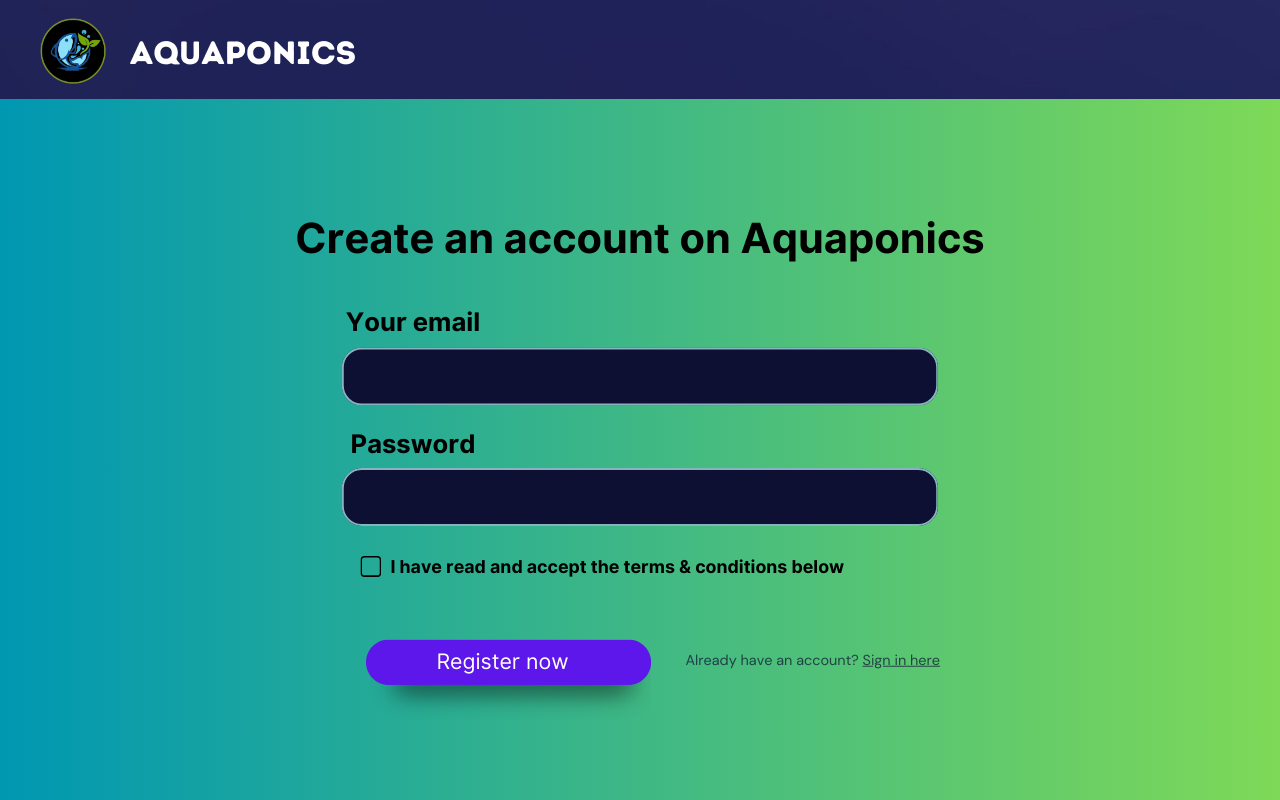 AQUAPONICS
Create an account on Aquaponics
Your email
Password
I have read and accept the terms & conditions below
Register now
Already have an account? Sign in here